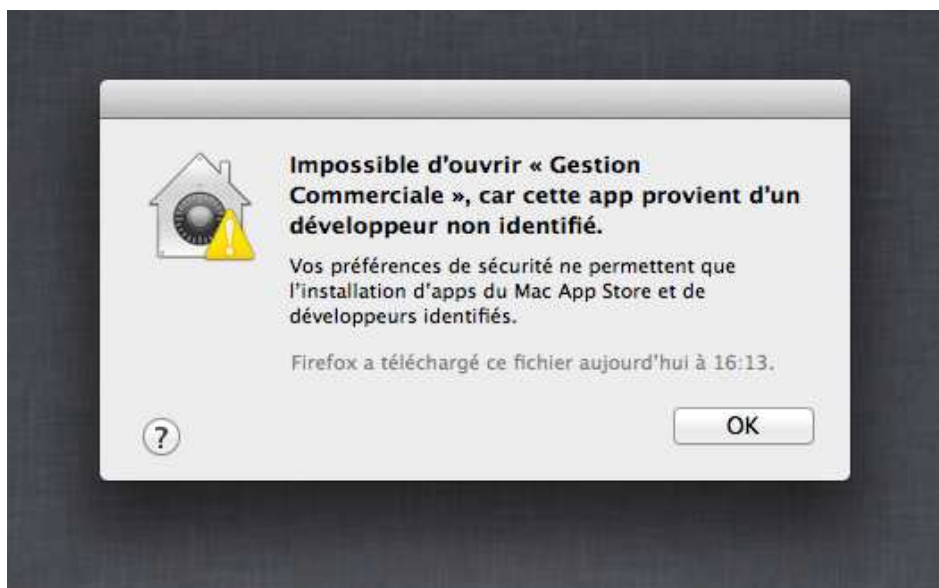 Impossible d'ouvrir « Gestion
Commerciale », car cette app provient d'un
développeur non identifié.
Vos préférences de sécurité ne permettent que
l'installation d'apps du Mac App Store et de
développeurs identifiés.
Firefox a téléchargé ce fichier aujourd'hui à 16:13.
?
OK